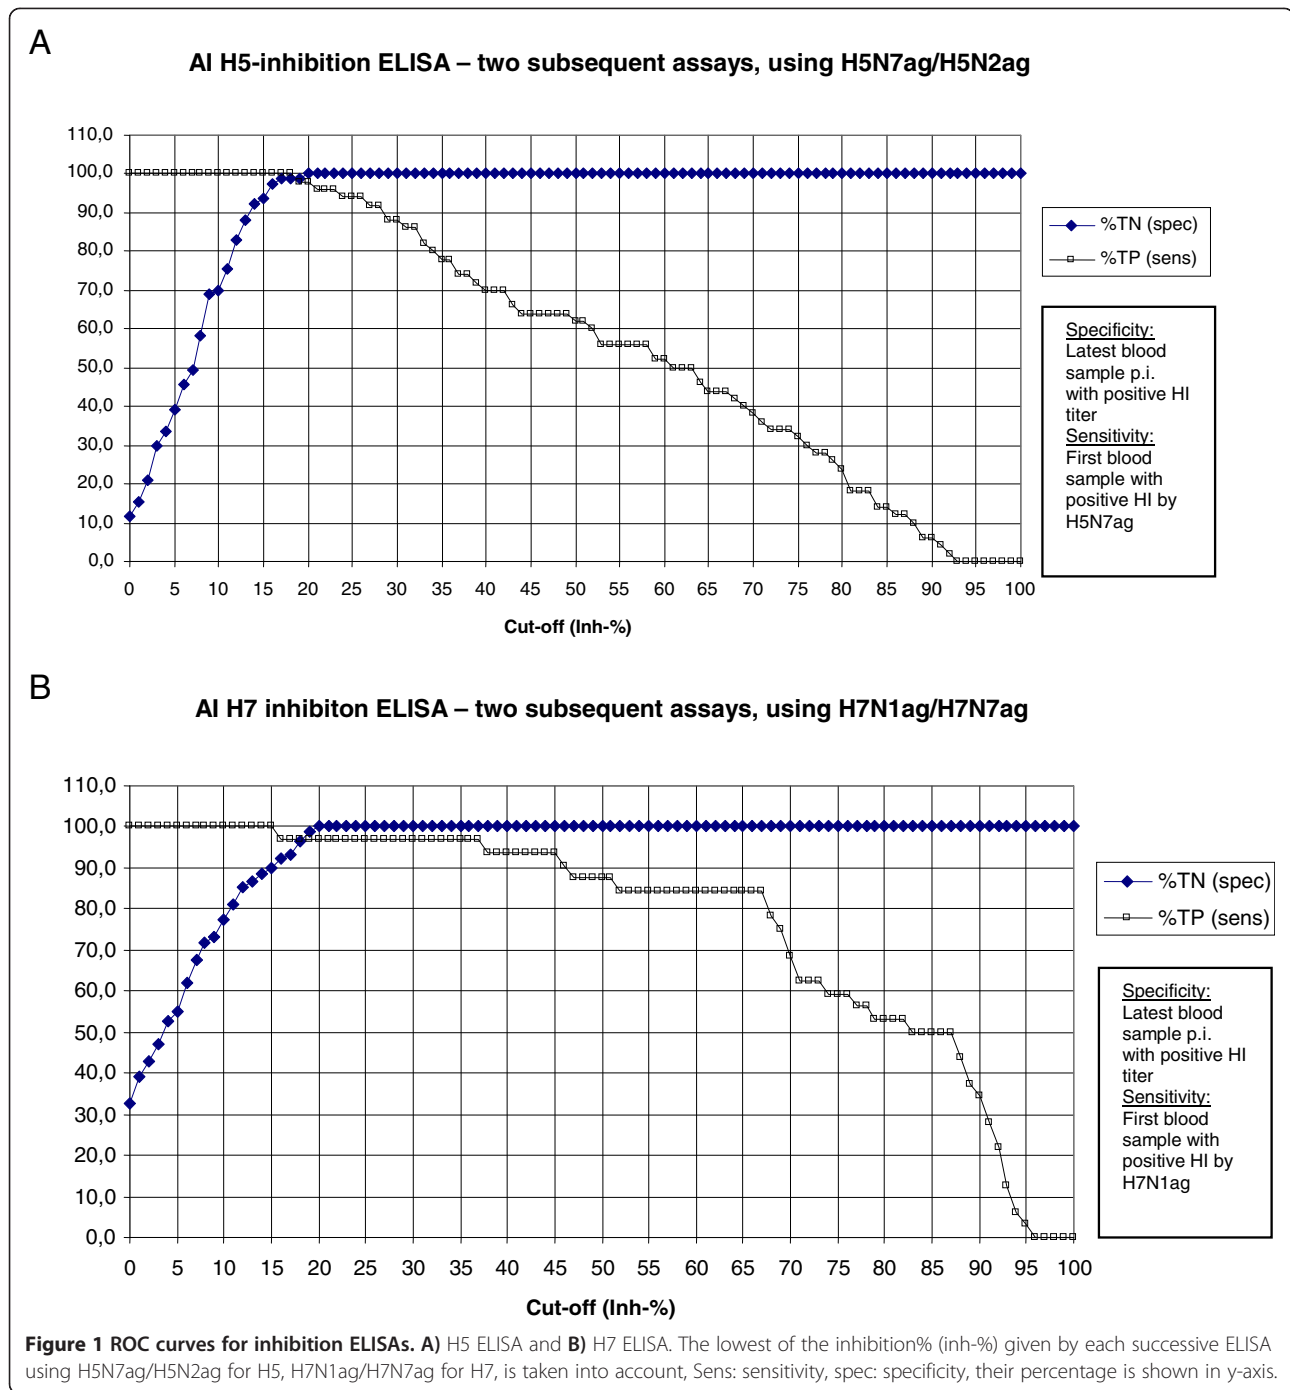 A
AI H5-inhibition ELISA – two subsequent assays, using H5N7ag/H5N2ag
110,0
100,0
90,0
80,0
70,0
60,0
50,0
40,0
30,0
20,0
10,0
0,0
0 5 10 15 20 25 30 35 40 45 50 55 60 65 70 75 80 85 90 95 100
Cut-off (Inh-%)
%TN (spec)
%TP (sens)
Specificity:
Latest blood
sample p.i.
with positive HI
titer
Sensitivity:
First blood
sample with
positive HI by
H5N7ag
B
AI H7 inhibiton ELISA – two subsequent assays, using H7N1ag/H7N7ag
110,0
100,0
90,0
80,0
70,0
60,0
50,0
40,0
30,0
20,0
10,0
0,0
0 5 10 15 20 25 30 35 40 45 50 55 60 65 70 75 80 85 90 95 100
Cut-off (Inh-%)
%TN (spec)
%TP (sens)
Specificity:
Latest blood
sample p.i.
with positive HI
titer
Sensitivity:
First blood
sample with
positive HI by
H7N1ag
Figure 1 ROC curves for inhibition ELISAs. A) H5 ELISA and B) H7 ELISA. The lowest of the inhibition% (inh-%) given by each successive ELISA
using H5N7ag/H5N2ag for H5, H7N1ag/H7N7ag for H7, is taken into account, Sens: sensitivity, spec: specificity, their percentage is shown in y-axis.